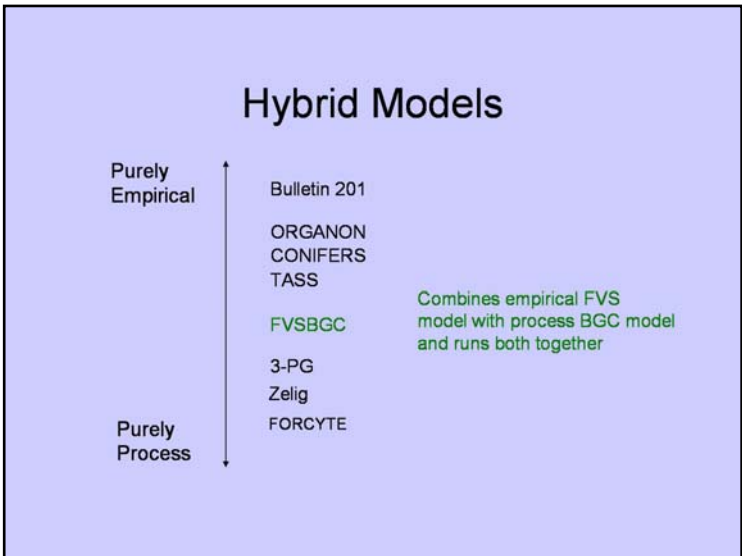 Hybrid Models
Purely
Empirical
Bulletin 201
ORGANON
CONIFERS
TASS
FVSBGC
Combines empirical FVS
model with process BGC model
and runs both together
3-PG
Zelig
FORCYTE
Purely
Process